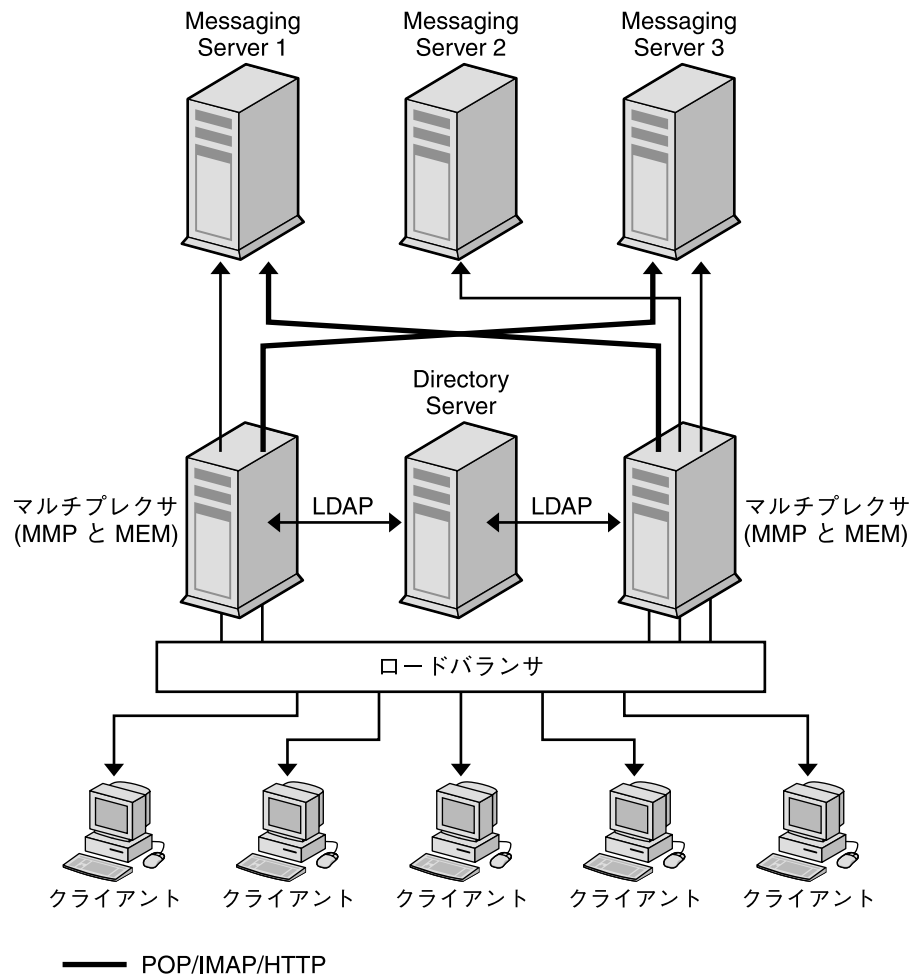 Messaging
Server 1
Messaging
Server 2
Messaging
Server 3
Directory
Server
マルチプレクサ
(MMP と MEM)
LDAP
LDAP
マルチプレクサ
(MMP と MEM)
ロードバランサ
クライアント
クライアント
クライアント
クライアント
クライアント
POP/IMAP/HTTP